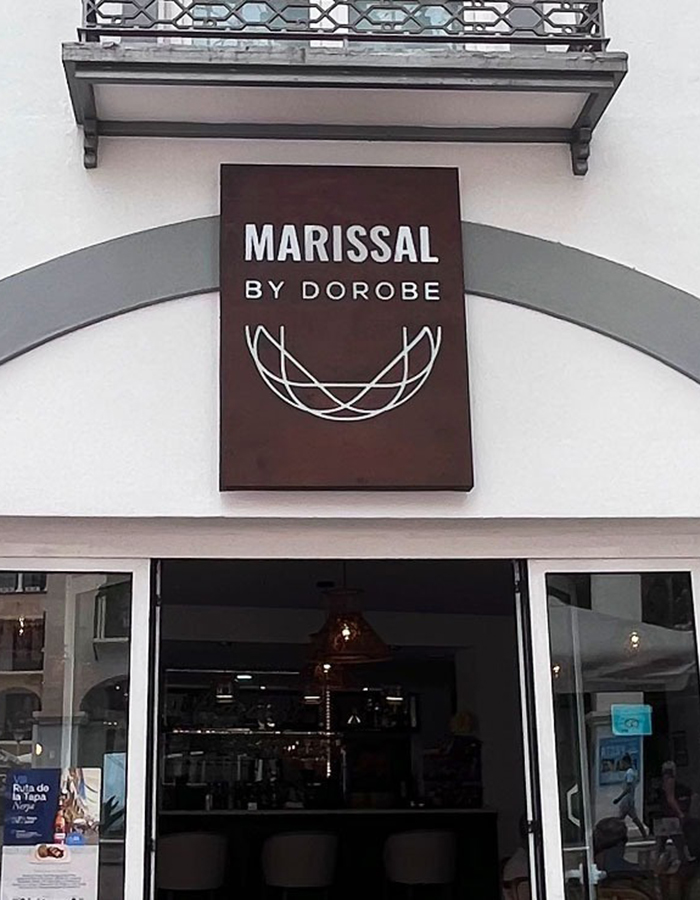 MARISSAL
BY DOROBE
Ruta de
la Tapa
Nerja